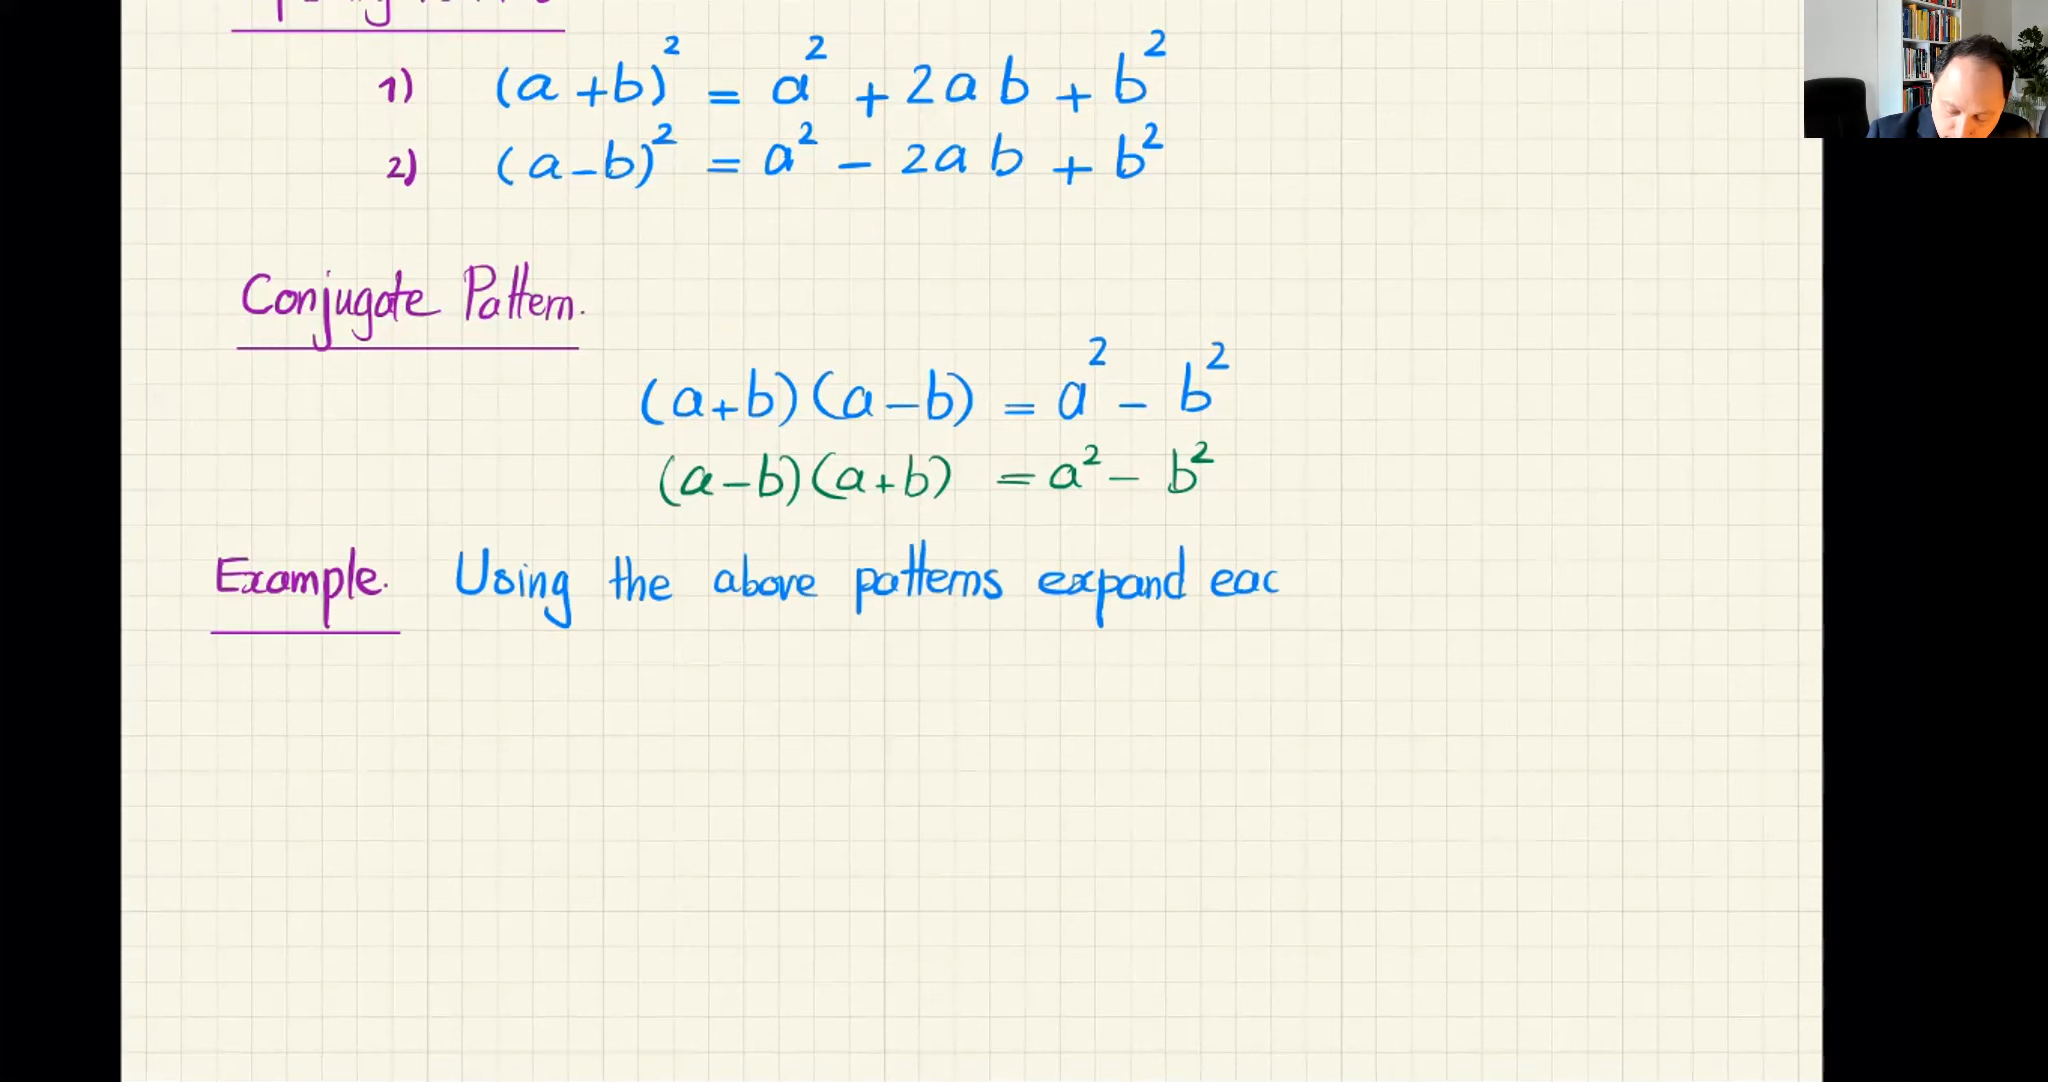 1) (a+b)² = a² + 2ab + b²
2) (a-b)² = a² - 2ab + b²
Conjugate Pattern.
(a+b)(a-b) = a² - b²
(a-b)(a+b) = a² - b²
Example. Using the above patterns expand eac